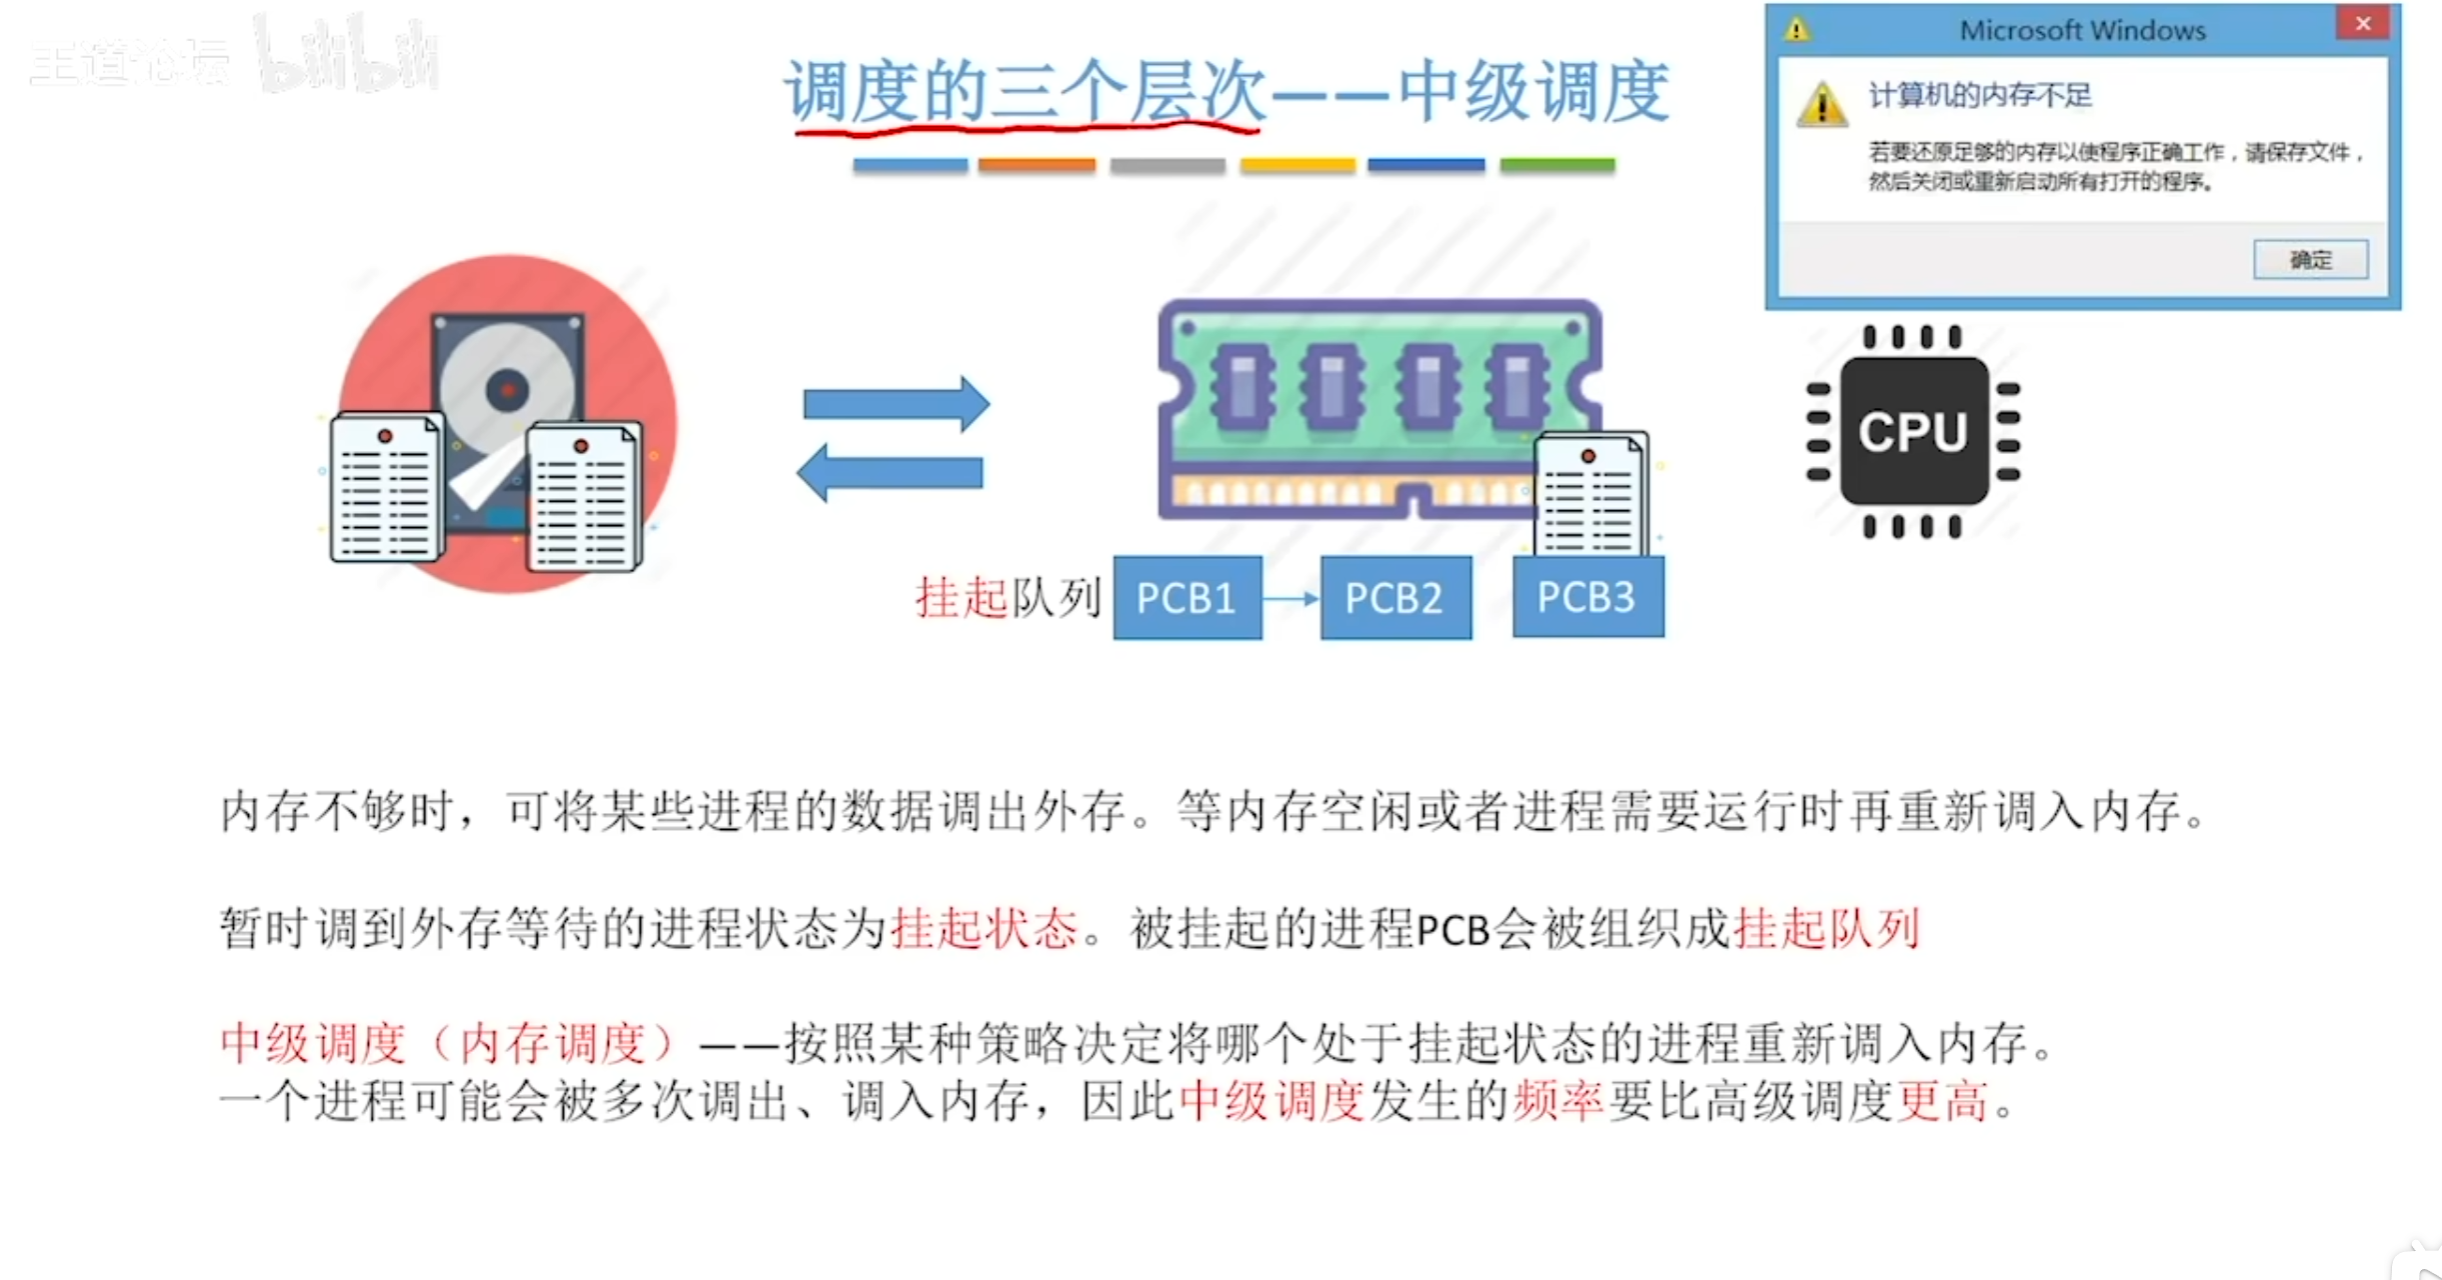 王道论坛 bilibili
调度的三个层次——中级调度
Microsoft Windows
计算机的内存不足
若要还原足够的内存以使程序正确工作，请保存文件，
然后关闭或重新启动所有打开的程序。
确定
CPU
挂起队列 PCB1 PCB2 PCB3
内存不够时，可将某些进程的数据调出外存。等内存空闲或者进程需要运行时再重新调入内存。
暂时调到外存等待的进程状态为挂起状态。被挂起的进程PCB会被组织成挂起队列
中级调度（内存调度）——按照某种策略决定将哪个处于挂起状态的进程重新调入内存。
一个进程可能会被多次调出、调入内存，因此中级调度发生的频率要比高级调度更高。